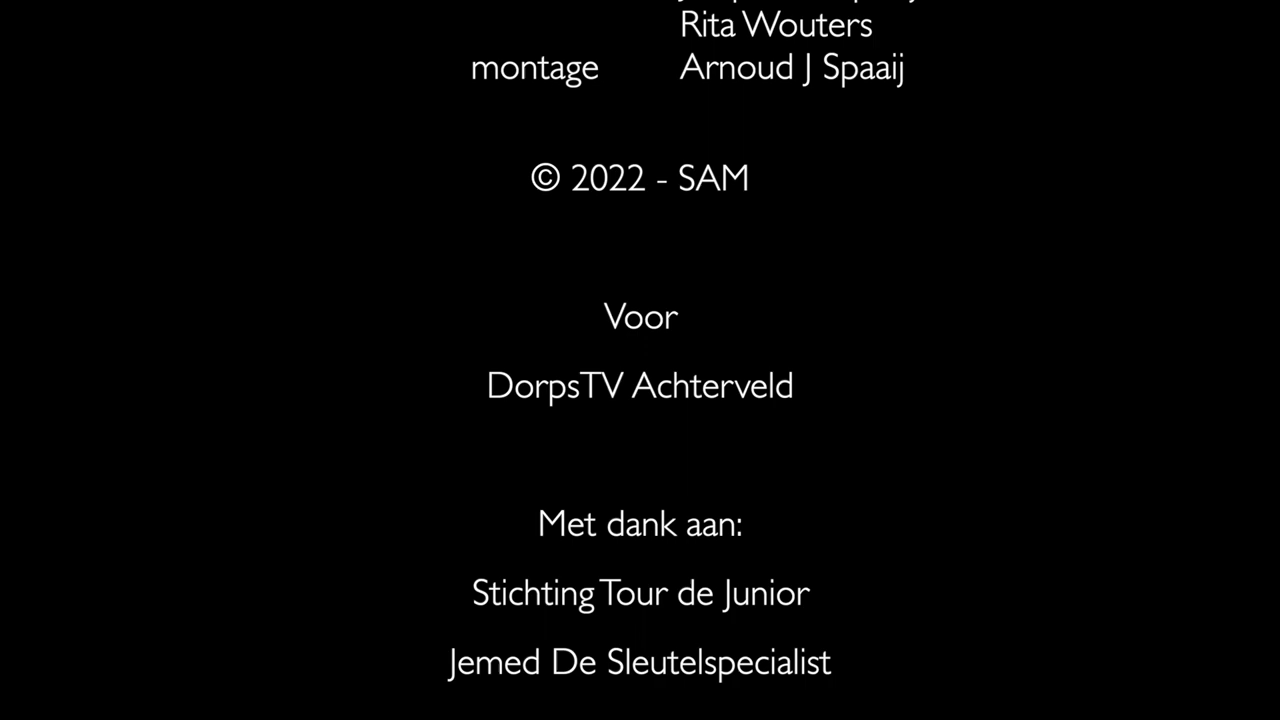 Rita Wouters
montage Arnoud J Spaaij
© 2022 - SAM
Voor
DorpsTV Achterveld
Met dank aan:
Stichting Tour de Junior
Jemed De Sleutelspecialist